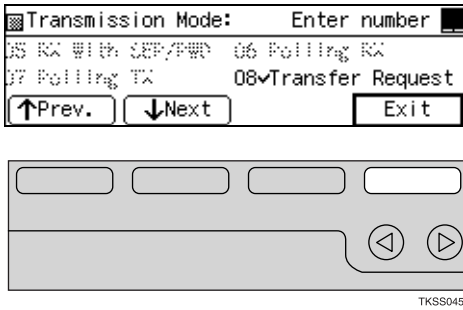 Transmission Mode: Enter number
05 RX With SEP/PWD 06 Polling RX
07 Polling TX 08✔Transfer Request
↑Prev. ↓Next Exit
TKSS045